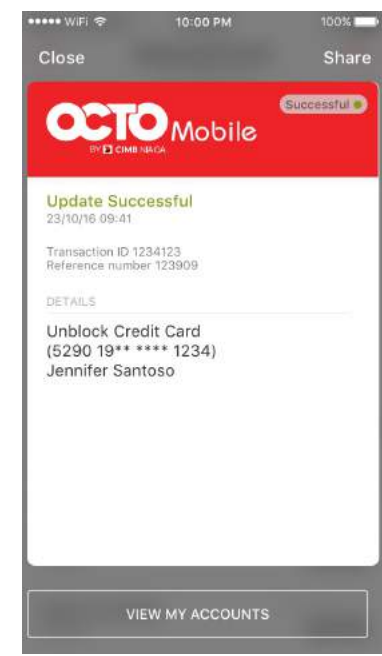 WiFi 10:00 PM 100%
Close Share
Successful
OCTO Mobile
BY CIMB NIAGA
Update Successful
23/10/16 09:41
Transaction ID 1234123
Reference number 123909
DETAILS
Unblock Credit Card
(5290 19** **** 1234)
Jennifer Santoso
VIEW MY ACCOUNTS